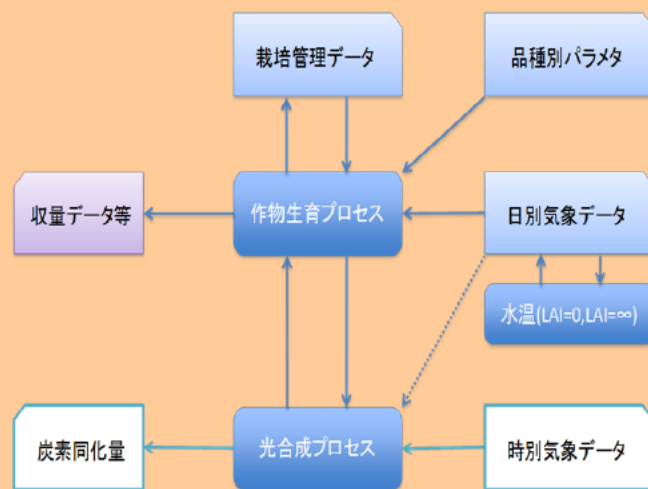 栽培管理データ
品種別パラメタ
収量データ等
作物生育プロセス
日別気象データ
水温(LAI=0,LAI=∞)
炭素同化量
光合成プロセス
時別気象データ